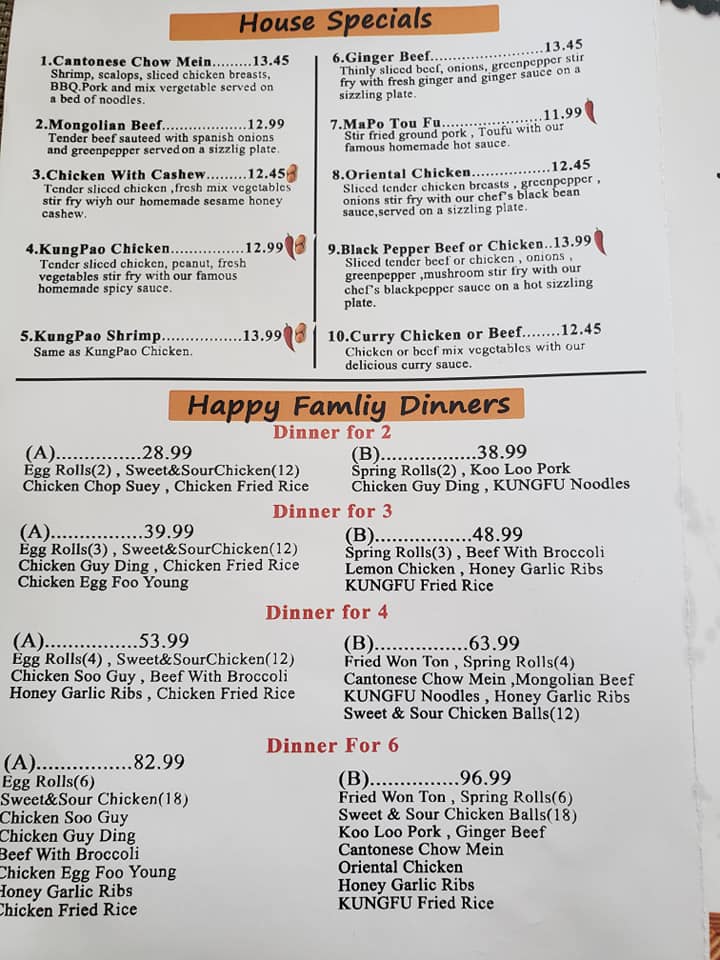 House Specials
1.Cantonese Chow Mein.........13.45
Shrimp, scalops, sliced chicken breasts,
BBQ.Pork and mix vergetable served on
a bed of noodles.
2.Mongolian Beef...................12.99
Tender beef sauteed with spanish onions
and greenpepper served on a sizzlig plate.
3.Chicken With Cashew.........12.45
Tender sliced chicken ,fresh mix vegetables
stir fry wiyh our homemade sesame honey
cashew.
4.KungPao Chicken................12.99
Tender sliced chicken, peanut, fresh
vegetables stir fry with our famous
homemade spicy sauce.
5.KungPao Shrimp..................13.99
Same as KungPao Chicken.
6.Ginger Beef.........................13.45
Thinly sliced beef, onions, greenpepper stir
fry with fresh ginger and ginger sauce on a
sizzling plate.
7.MaPo Tou Fu.......................11.99
Stir fried ground pork , Toufu with our
famous homemade hot sauce.
8.Oriental Chicken.................12.45
Sliced tender chicken breasts , greenpepper ,
onions stir fry with our chef's black bean
sauce,served on a sizzling plate.
9.Black Pepper Beef or Chicken..13.99
Sliced tender beef or chicken , onions ,
greenpepper ,mushroom stir fry with our
chef's blackpepper sauce on a hot sizzling
plate.
10.Curry Chicken or Beef........12.45
Chicken or beef mix vegetables with our
delicious curry sauce.
Happy Famliy Dinners
Dinner for 2
(A)...............28.99
Egg Rolls(2) , Sweet&SourChicken(12)
Chicken Chop Suey , Chicken Fried Rice
(B).................38.99
Spring Rolls(2) , Koo Loo Pork
Chicken Guy Ding , KUNGFU Noodles
Dinner for 3
(A).................39.99
Egg Rolls(3) , Sweet&SourChicken(12)
Chicken Guy Ding , Chicken Fried Rice
Chicken Egg Foo Young
(B).................48.99
Spring Rolls(3) , Beef With Broccoli
Lemon Chicken , Honey Garlic Ribs
KUNGFU Fried Rice
Dinner for 4
(A).................53.99
Egg Rolls(4) , Sweet&SourChicken(12)
Chicken Soo Guy , Beef With Broccoli
Honey Garlic Ribs , Chicken Fried Rice
(B).................63.99
Fried Won Ton , Spring Rolls(4)
Cantonese Chow Mein ,Mongolian Beef
KUNGFU Noodles , Honey Garlic Ribs
Sweet & Sour Chicken Balls(12)
Dinner For 6
(A).................82.99
Egg Rolls(6)
Sweet&Sour Chicken(18)
Chicken Soo Guy
Chicken Guy Ding
Beef With Broccoli
Chicken Egg Foo Young
Honey Garlic Ribs
Chicken Fried Rice
(B)................96.99
Fried Won Ton , Spring Rolls(6)
Sweet & Sour Chicken Balls(18)
Koo Loo Pork , Ginger Beef
Cantonese Chow Mein
Oriental Chicken
Honey Garlic Ribs
KUNGFU Fried Rice